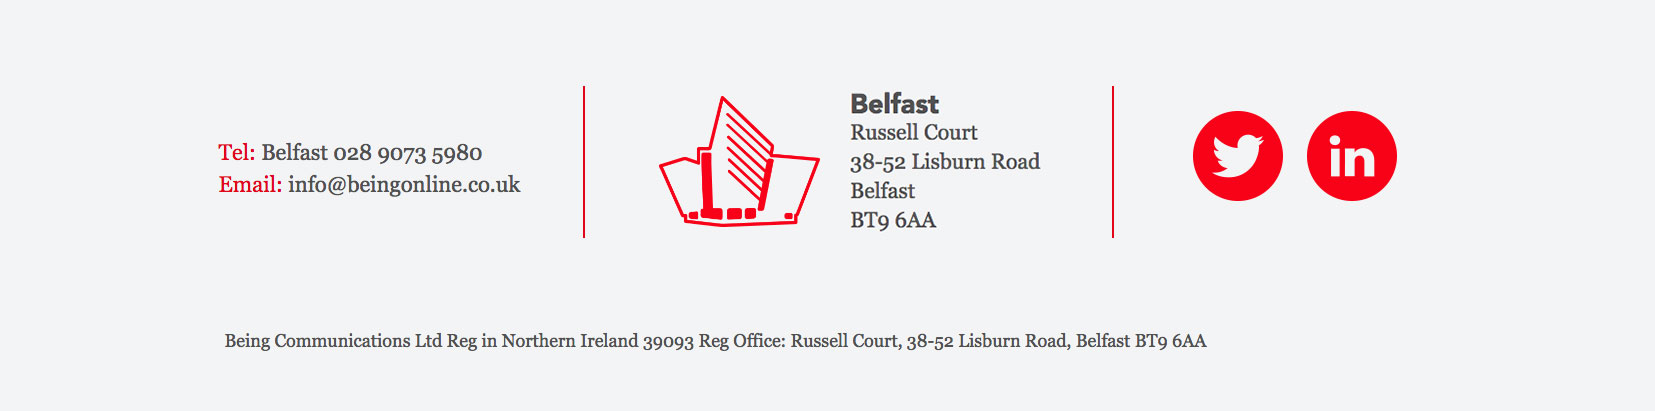 Tel: Belfast 028 9073 5980
Email: info@beingonline.co.uk
Belfast
Russell Court
38-52 Lisburn Road
Belfast
BT9 6AA
in
Being Communications Ltd Reg in Northern Ireland 39093 Reg Office: Russell Court, 38-52 Lisburn Road, Belfast BT9 6AA